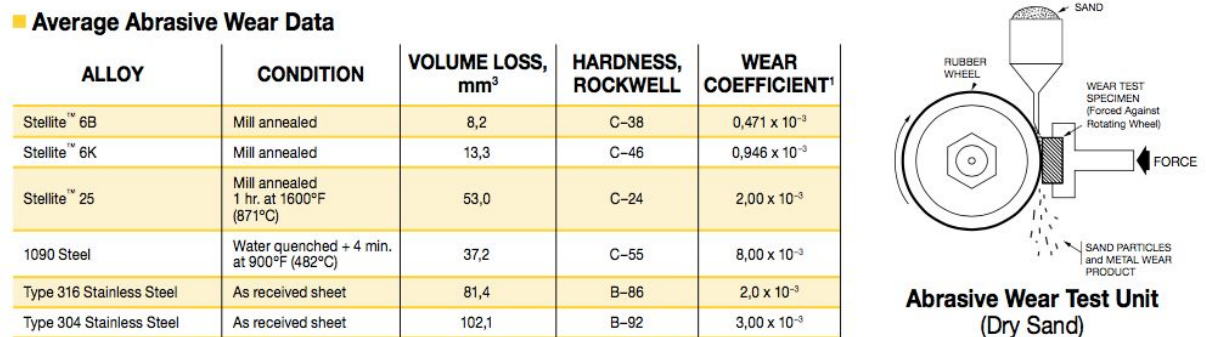 Average Abrasive Wear Data
ALLOY CONDITION VOLUME LOSS, mm³ HARDNESS, ROCKWELL WEAR COEFFICIENT¹
Stellite™ 6B Mill annealed 8,2 C–38 0,471 x 10⁻³
Stellite™ 6K Mill annealed 13,3 C–46 0,946 x 10⁻³
Stellite™ 25 Mill annealed 1 hr. at 1600°F (871°C) 53,0 C–24 2,00 x 10⁻³
1090 Steel Water quenched + 4 min. at 900°F (482°C) 37,2 C–55 8,00 x 10⁻³
Type 316 Stainless Steel As received sheet 81,4 B–86 2,0 x 10⁻³
Type 304 Stainless Steel As received sheet 102,1 B–92 3,00 x 10⁻³
SAND
RUBBER
WHEEL
WEAR TEST
SPECIMEN
(Forced Against
Rotating Wheel)
FORCE
SAND PARTICLES
and METAL WEAR
PRODUCT
Abrasive Wear Test Unit
(Dry Sand)